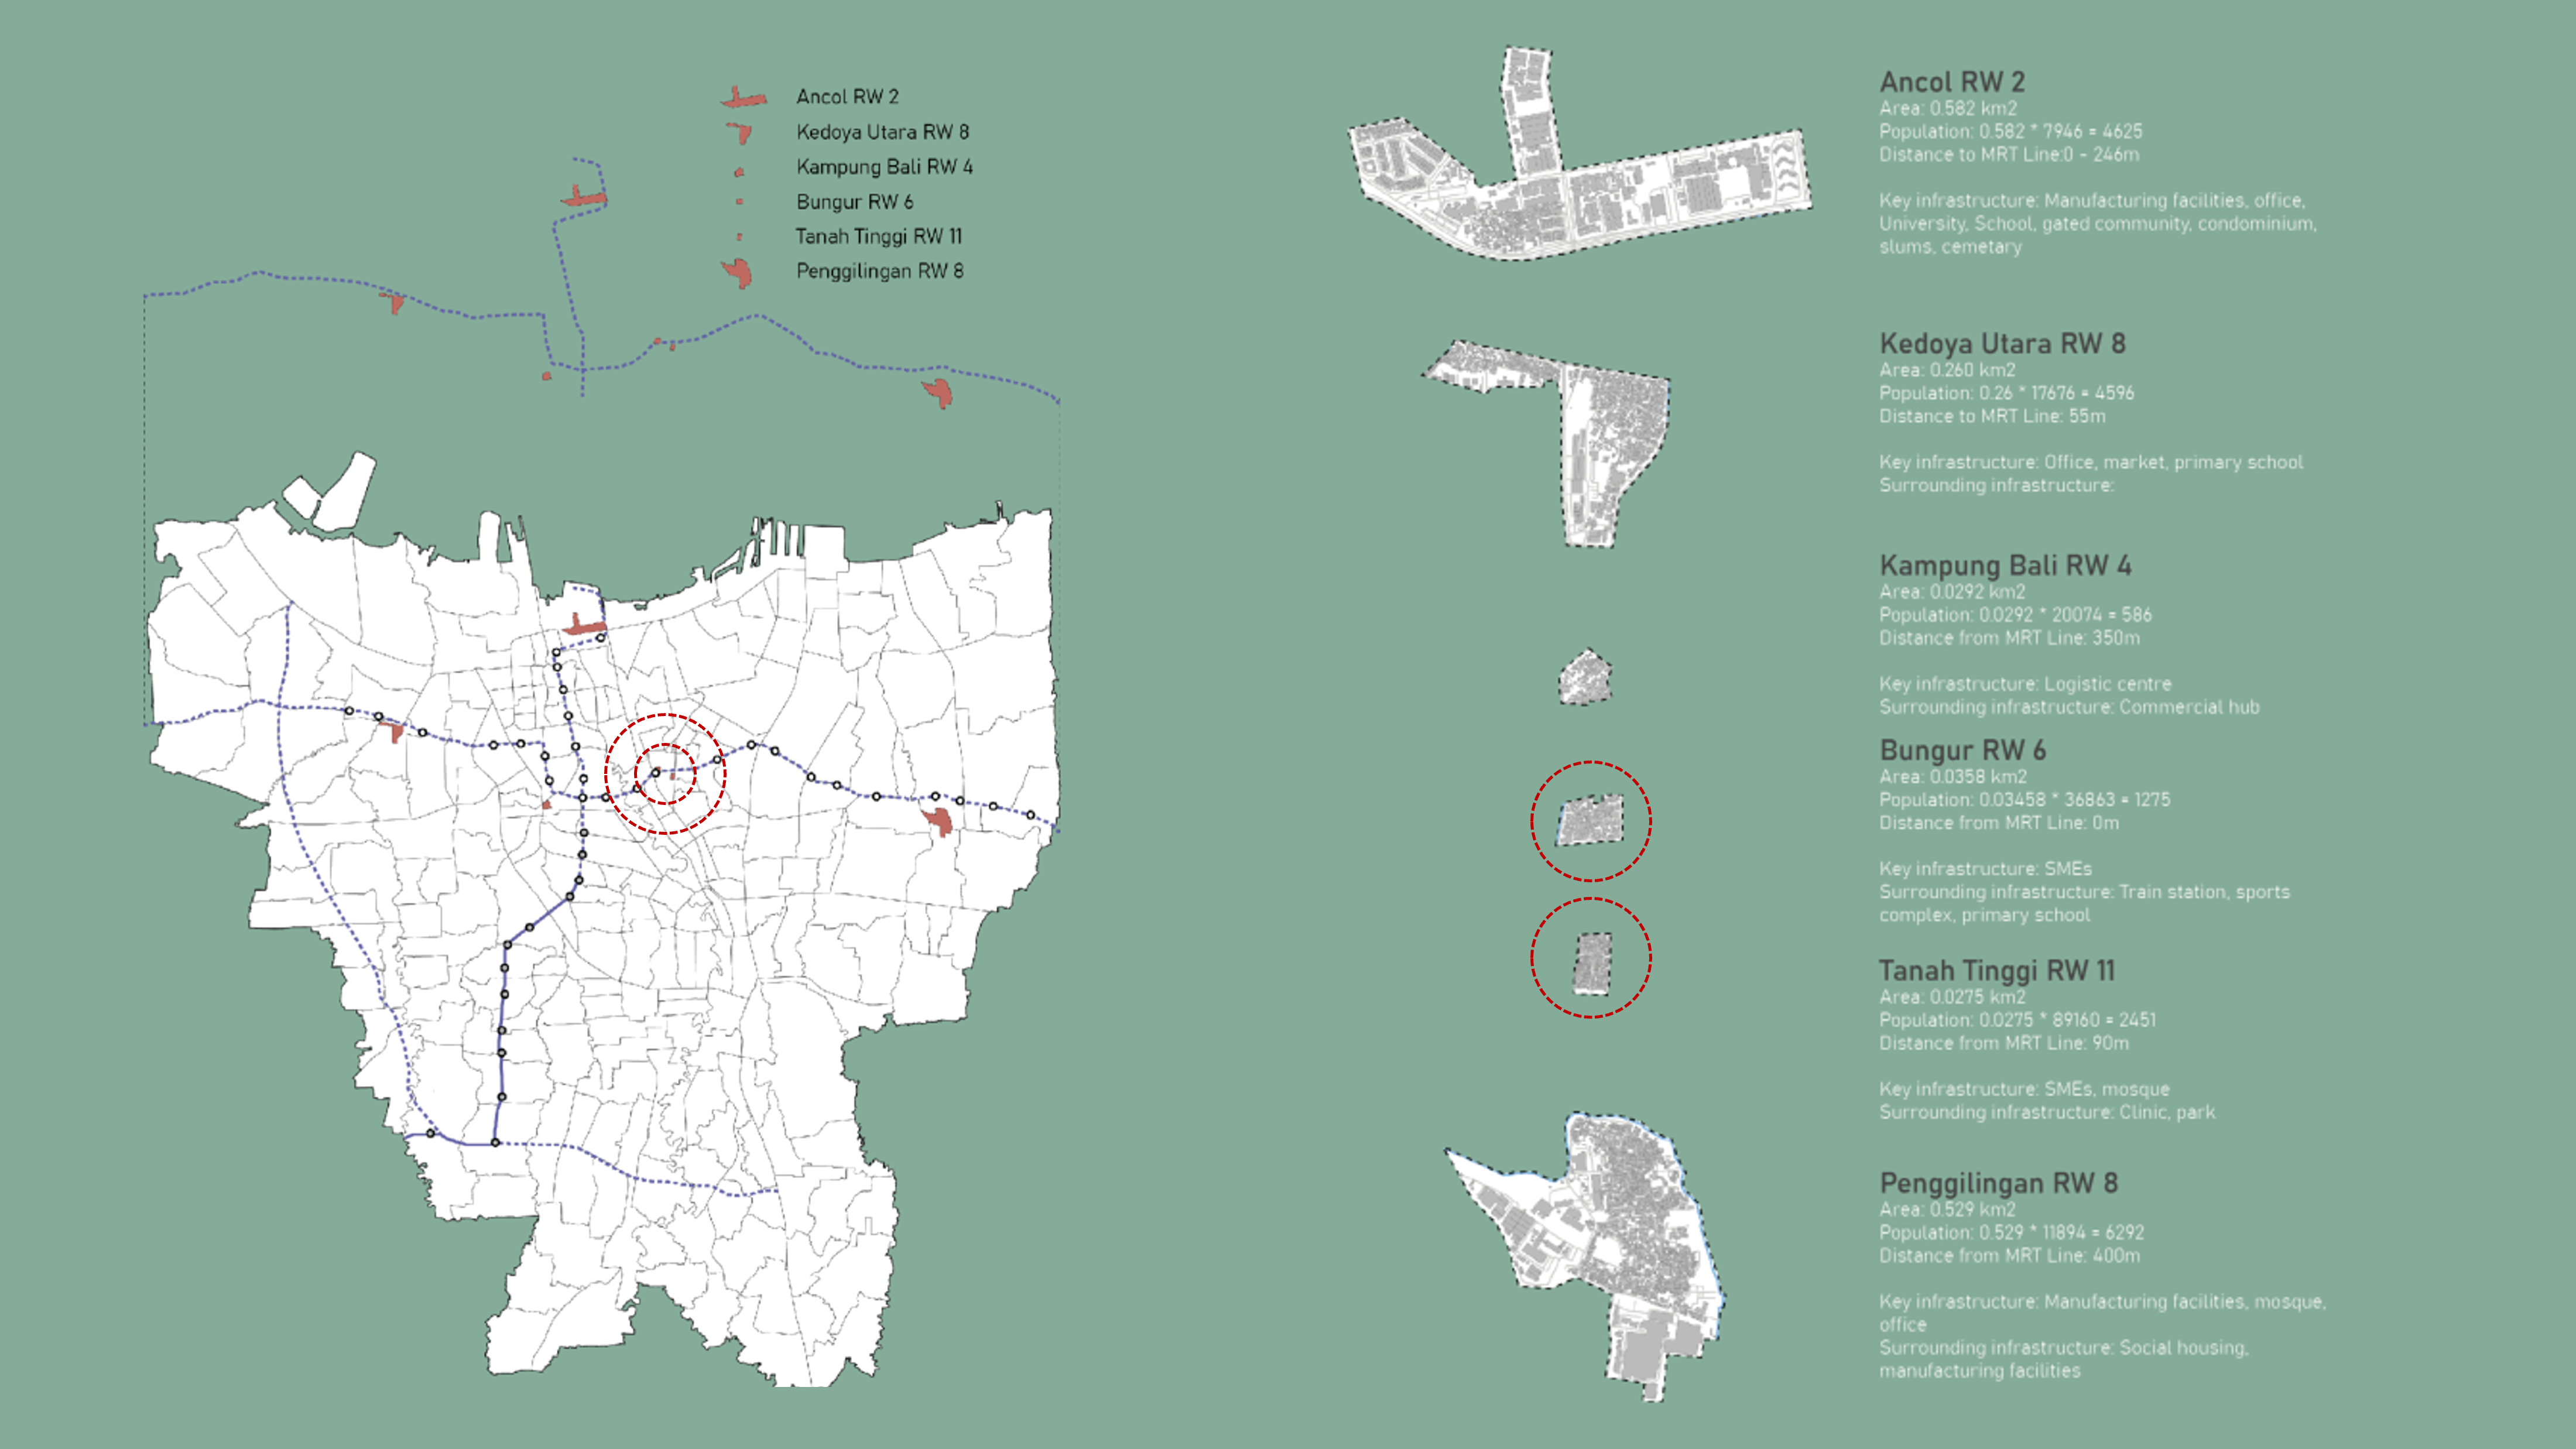 Ancol RW 2
Kedoya Utara RW 8
Kampung Bali RW 4
Bungur RW 6
Tanah Tinggi RW 11
Penggilingan RW 8
Ancol RW 2
Area: 0.582 km2
Population: 0.582 * 7946 = 4625
Distance to MRT Line:0 - 246m
Key infrastructure: Manufacturing facilities, office,
University, School, gated community, condominium,
slums, cemetary
Kedoya Utara RW 8
Area: 0.260 km2
Population: 0.26 * 17676 = 4596
Distance to MRT Line: 55m
Key infrastructure: Office, market, primary school
Surrounding infrastructure:
Kampung Bali RW 4
Area: 0.0292 km2
Population: 0.0292 * 20074 = 586
Distance from MRT Line: 350m
Key infrastructure: Logistic centre
Surrounding infrastructure: Commercial hub
Bungur RW 6
Area: 0.0358 km2
Population: 0.03458 * 36863 = 1275
Distance from MRT Line: 0m
Key infrastructure: SMEs
Surrounding infrastructure: Train station, sports
complex, primary school
Tanah Tinggi RW 11
Area: 0.0275 km2
Population: 0.0275 * 89160 = 2451
Distance from MRT Line: 90m
Key infrastructure: SMEs, mosque
Surrounding infrastructure: Clinic, park
Penggilingan RW 8
Area: 0.529 km2
Population: 0.529 * 11894 = 6292
Distance from MRT Line: 400m
Key infrastructure: Manufacturing facilities, mosque,
office
Surrounding infrastructure: Social housing,
manufacturing facilities